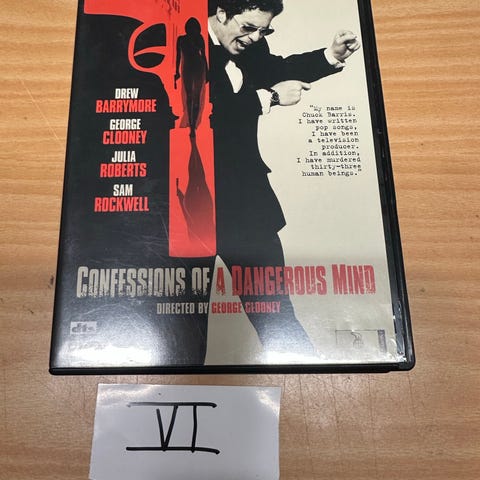 DREW
BARRYMORE
GEORGE
CLOONEY
JULIA
ROBERTS
SAM
ROCKWELL
"My name is
Chuck Barris.
I have written
pop songs,
I have been
a television
producer.
In addition,
I have murdered
thirty-three
human beings."
CONFESSIONS OF A DANGEROUS MIND
DIRECTED BY GEORGE CLOONEY
dts
VI